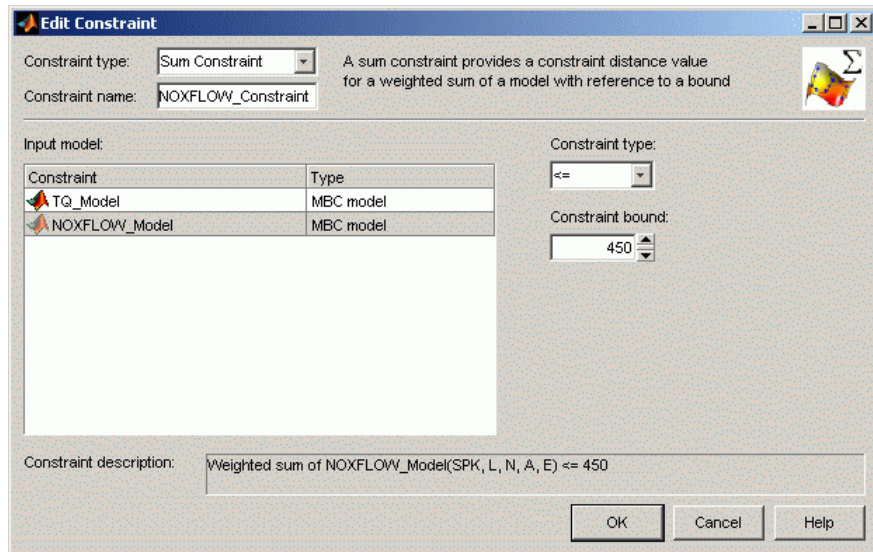 Edit Constraint
Constraint type: Sum Constraint
A sum constraint provides a constraint distance value
for a weighted sum of a model with reference to a bound
Σ
Constraint name: NOXFLOW_Constraint
Input model:
Constraint type:
Constraint Type
<=
TQ_Model MBC model
NOXFLOW_Model MBC model
Constraint bound:
450
Constraint description: Weighted sum of NOXFLOW_Model(SPK, L, N, A, E) <= 450
OK Cancel Help